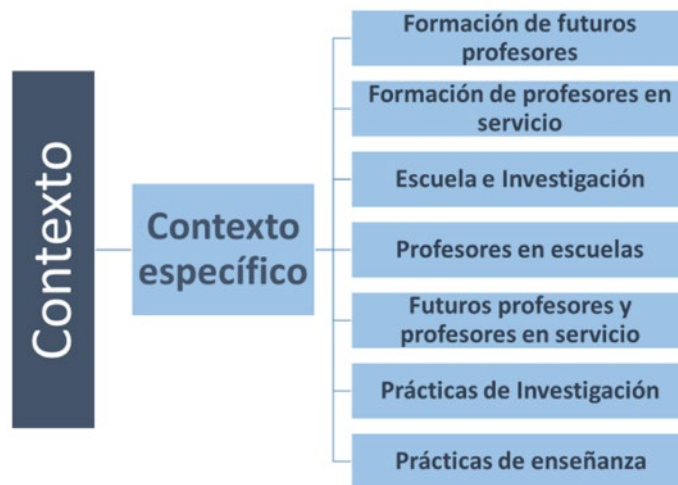 Contexto
Contexto
específico
Formación de futuros
profesores
Formación de profesores en
servicio
Escuela e Investigación
Profesores en escuelas
Futuros profesores y
profesores en servicio
Prácticas de Investigación
Prácticas de enseñanza